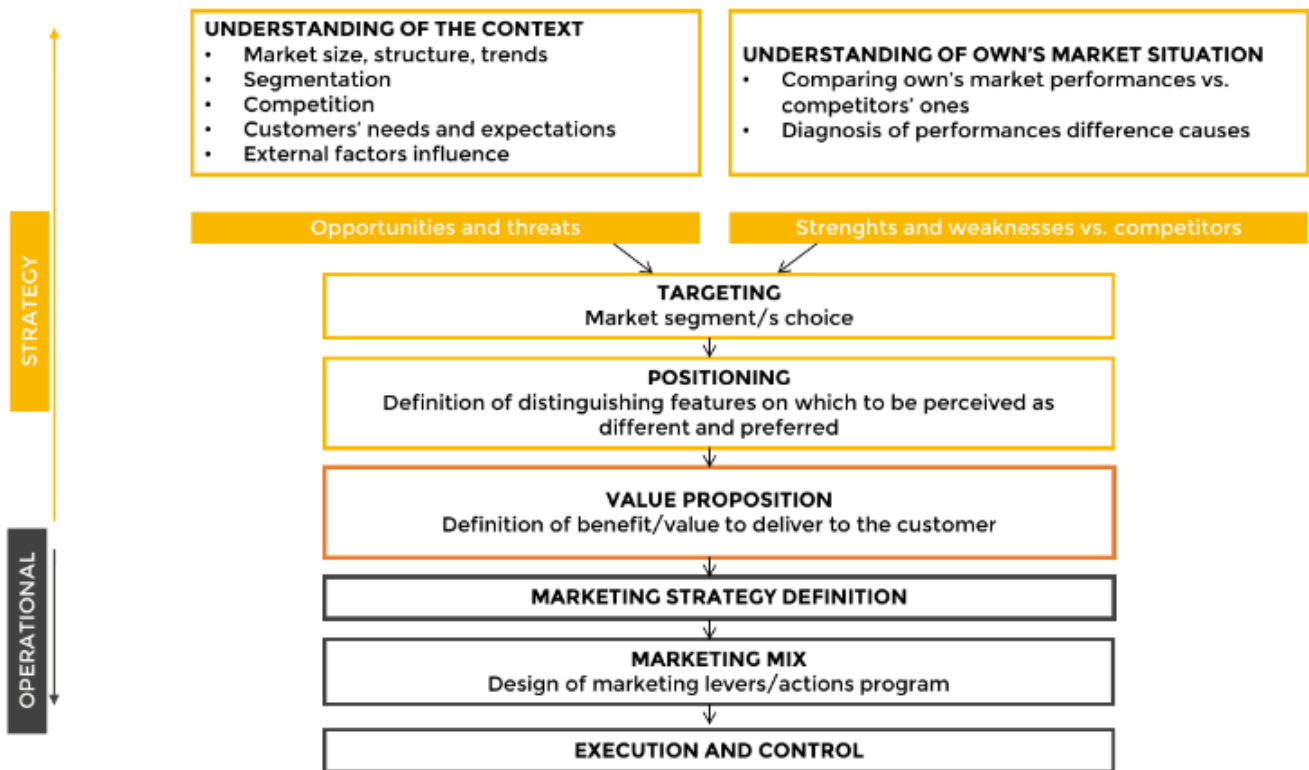 UNDERSTANDING OF THE CONTEXT
• Market size, structure, trends
• Segmentation
• Competition
• Customers' needs and expectations
• External factors influence
UNDERSTANDING OF OWN'S MARKET SITUATION
• Comparing own's market performances vs.
competitors' ones
• Diagnosis of performances difference causes
Opportunities and threats
Strenghts and weaknesses vs. competitors
STRATEGY
TARGETING
Market segment/s choice
POSITIONING
Definition of distinguishing features on which to be perceived as
different and preferred
VALUE PROPOSITION
Definition of benefit/value to deliver to the customer
OPERATIONAL
MARKETING STRATEGY DEFINITION
MARKETING MIX
Design of marketing levers/actions program
EXECUTION AND CONTROL